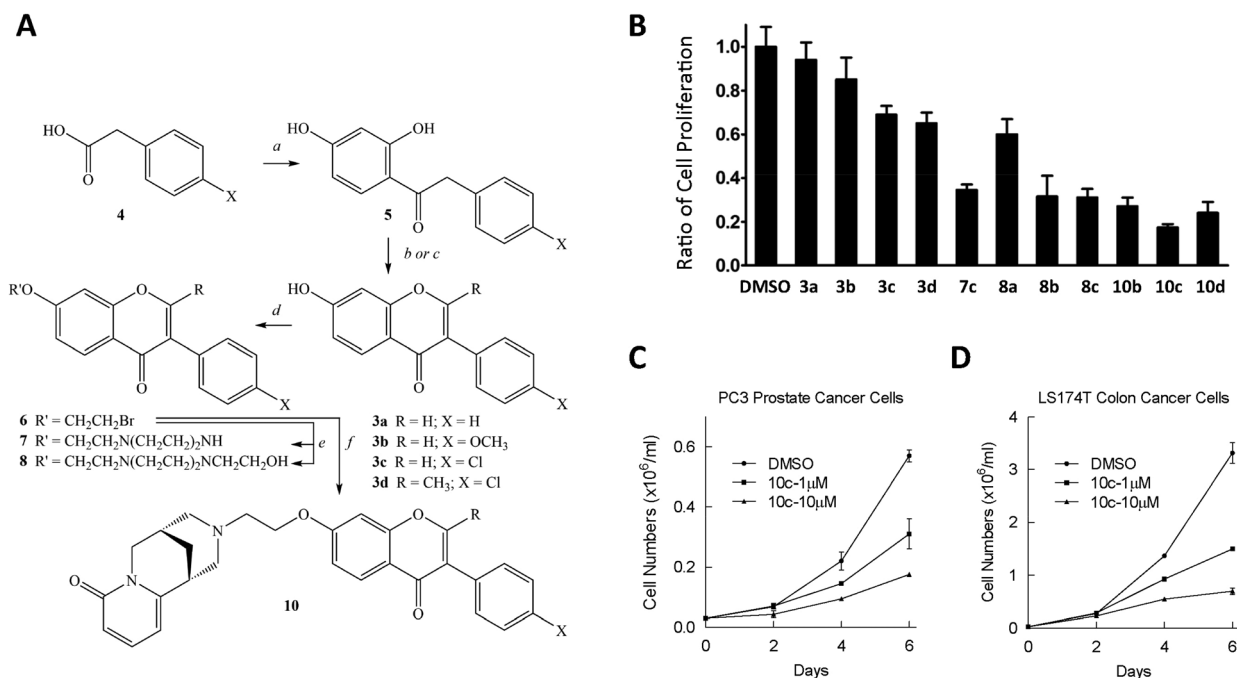 A
HO
O
X
4
a
HO
OH
O
X
5
b or c
R'O
O
R
O
X
d
HO
O
R
O
X
6 R' = CH₂CH₂Br
7 R' = CH₂CH₂N(CH₂CH₂)₂NH
8 R' = CH₂CH₂N(CH₂CH₂)₂NCH₂CH₂OH
e
f
3a R = H; X = H
3b R = H; X = OCH₃
3c R = H; X = Cl
3d R = CH₃; X = Cl
N
O
O
R
O
N
O
X
10
B
Ratio of Cell Proliferation
1.0
0.8
0.6
0.4
0.2
0.0
DMSO 3a 3b 3c 3d 7c 8a 8b 8c 10b 10c 10d
C
PC3 Prostate Cancer Cells
Cell Numbers (x10⁶/ml)
0.6
0.4
0.2
0.0
DMSO
10c-1µM
10c-10µM
0 2 4 6
Days
D
LS174T Colon Cancer Cells
Cell Numbers (x10⁶/ml)
4
3
2
1
0
DMSO
10c-1µM
10c-10µM
0 2 4 6
Days